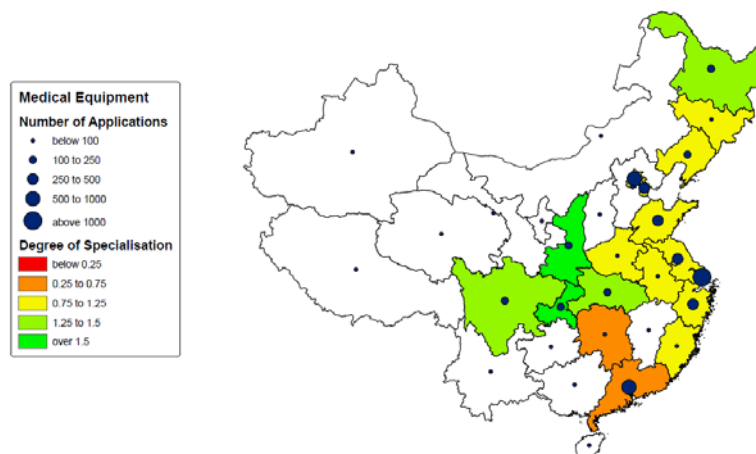 Medical Equipment
Number of Applications
below 100
100 to 250
250 to 500
500 to 1000
above 1000
Degree of Specialisation
below 0.25
0.25 to 0.75
0.75 to 1.25
1.25 to 1.5
over 1.5